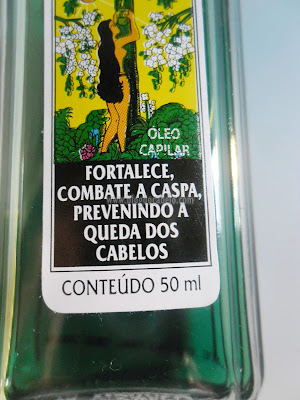 ÓLEO
CAPILAR
FORTALECE,
COMBATE A CASPA,
PREVENINDO A
QUEDA DOS
CABELOS
CONTEÚDO 50 ml